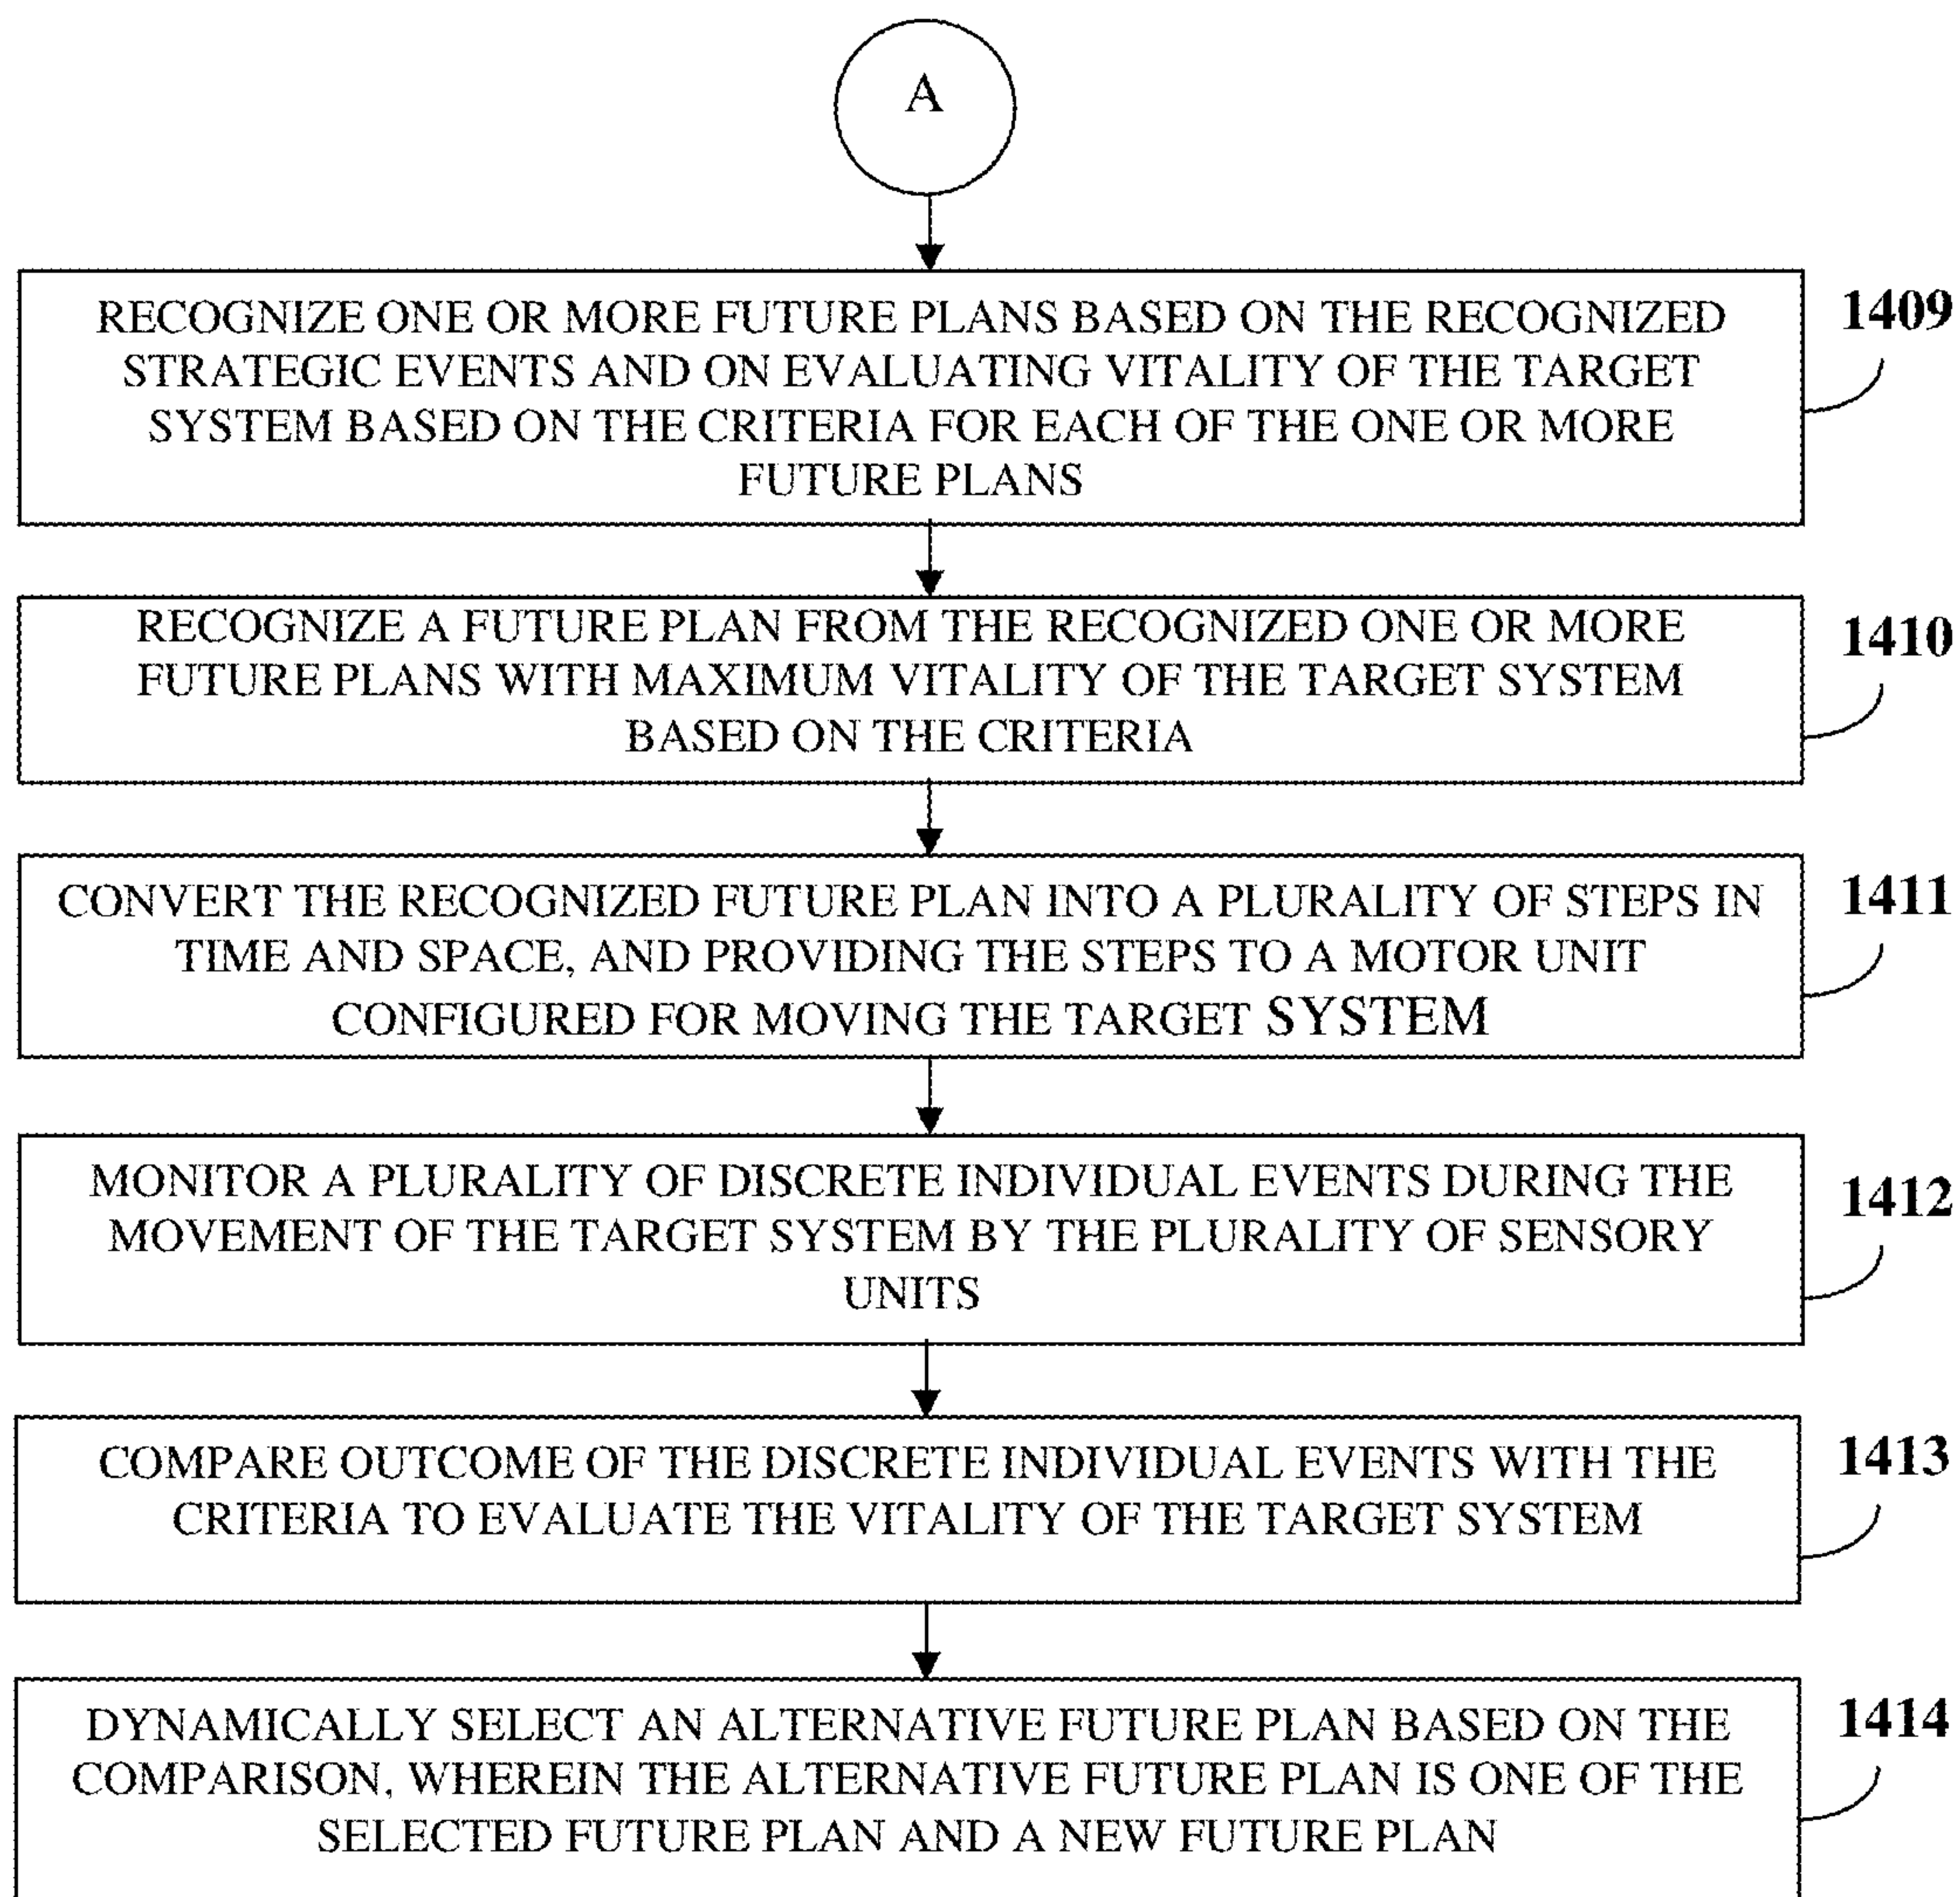 A
RECOGNIZE ONE OR MORE FUTURE PLANS BASED ON THE RECOGNIZED
STRATEGIC EVENTS AND ON EVALUATING VITALITY OF THE TARGET
SYSTEM BASED ON THE CRITERIA FOR EACH OF THE ONE OR MORE
FUTURE PLANS
1409
RECOGNIZE A FUTURE PLAN FROM THE RECOGNIZED ONE OR MORE
FUTURE PLANS WITH MAXIMUM VITALITY OF THE TARGET SYSTEM
BASED ON THE CRITERIA
1410
CONVERT THE RECOGNIZED FUTURE PLAN INTO A PLURALITY OF STEPS IN
TIME AND SPACE, AND PROVIDING THE STEPS TO A MOTOR UNIT
CONFIGURED FOR MOVING THE TARGET SYSTEM
1411
MONITOR A PLURALITY OF DISCRETE INDIVIDUAL EVENTS DURING THE
MOVEMENT OF THE TARGET SYSTEM BY THE PLURALITY OF SENSORY
UNITS
1412
COMPARE OUTCOME OF THE DISCRETE INDIVIDUAL EVENTS WITH THE
CRITERIA TO EVALUATE THE VITALITY OF THE TARGET SYSTEM
1413
DYNAMICALLY SELECT AN ALTERNATIVE FUTURE PLAN BASED ON THE
COMPARISON, WHEREIN THE ALTERNATIVE FUTURE PLAN IS ONE OF THE
SELECTED FUTURE PLAN AND A NEW FUTURE PLAN
1414